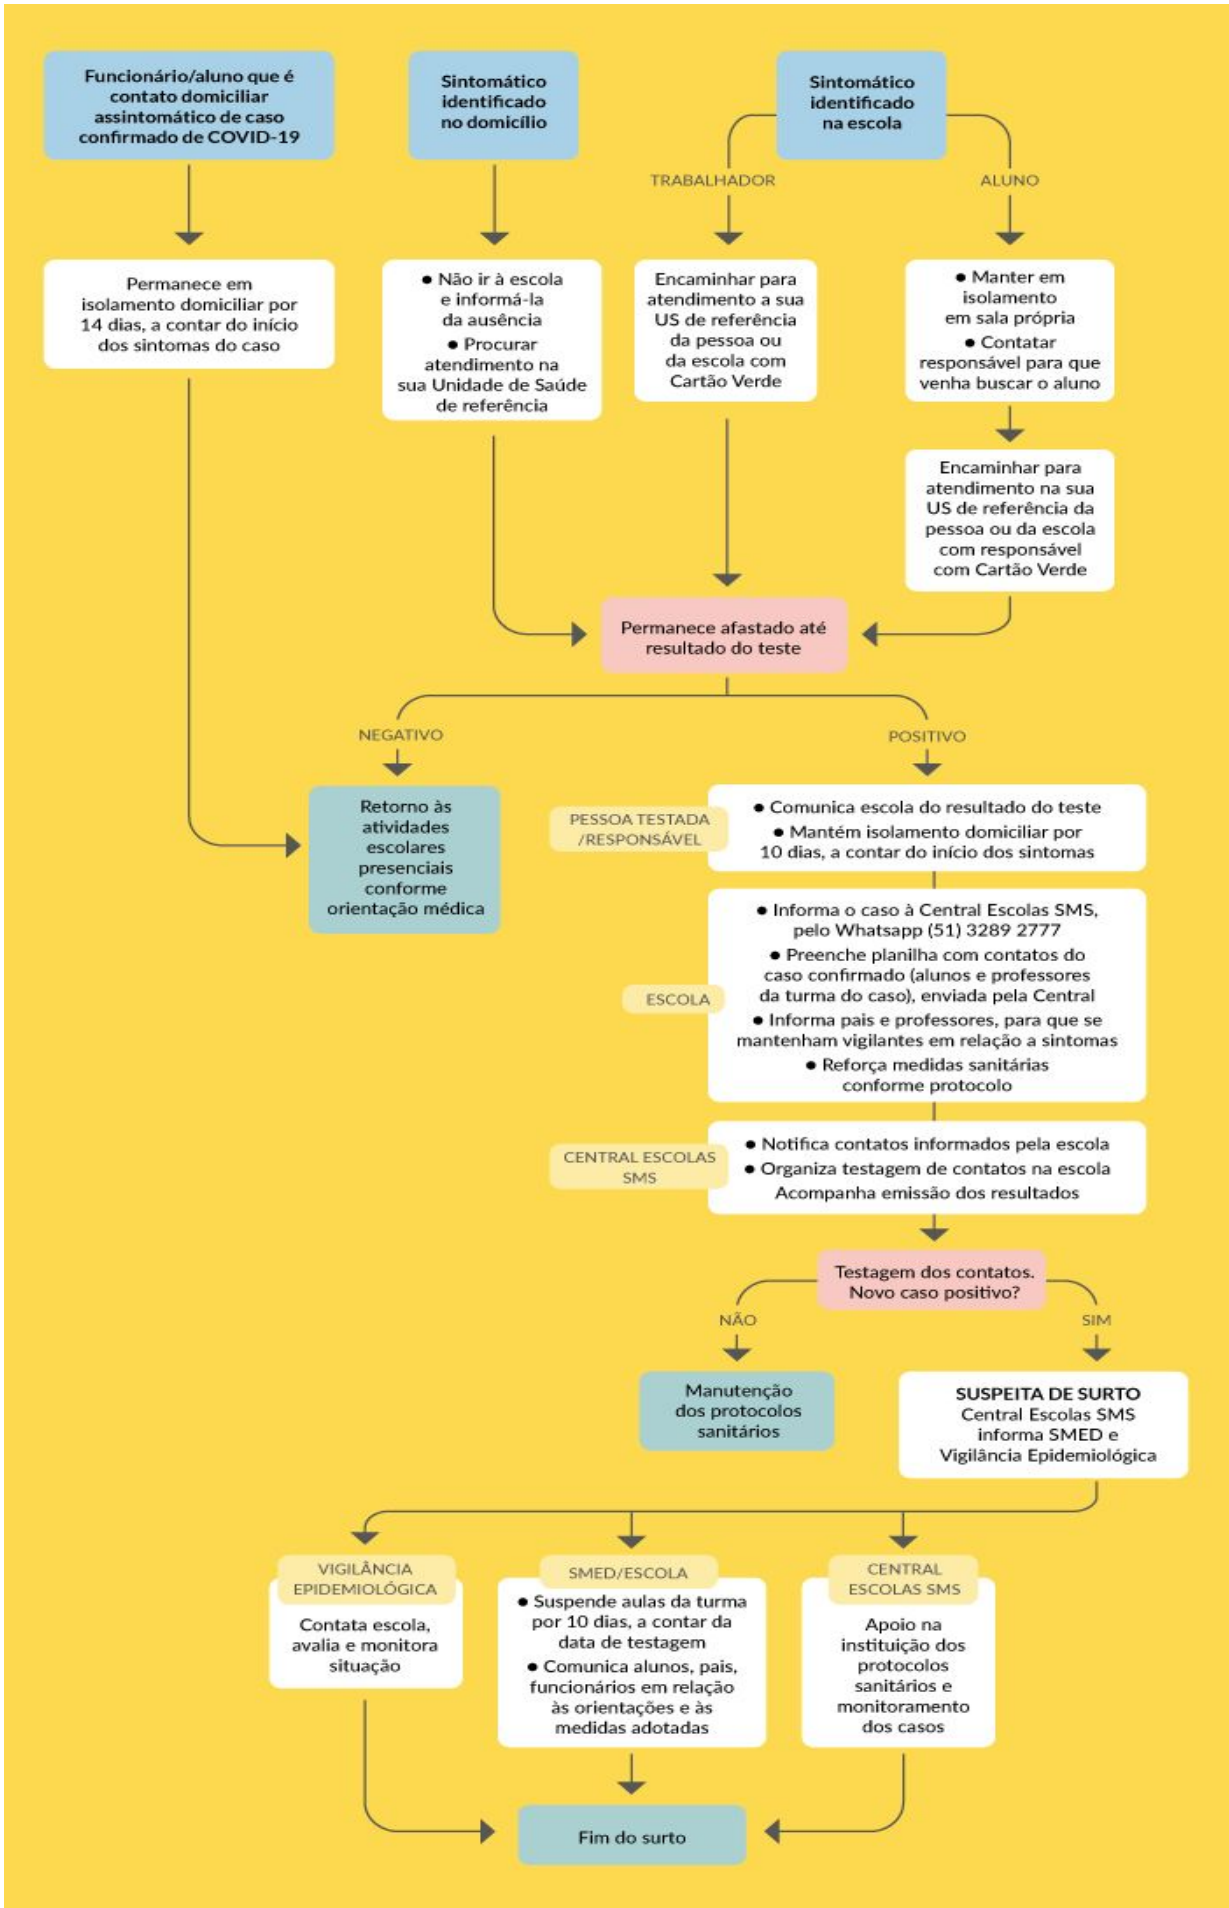 Funcionário/aluno que é
contato domiciliar
assintomático de caso
confirmado de COVID-19
Sintomático
identificado
no domicílio
Sintomático
identificado
na escola
TRABALHADOR
ALUNO
Permanece em
isolamento domiciliar por
14 dias, a contar do início
dos sintomas do caso
● Não ir à escola
e informá-la
da ausência
● Procurar
atendimento na
sua Unidade de Saúde
de referência
Encaminhar para
atendimento a sua
US de referência
da pessoa ou
da escola com
Cartão Verde
● Manter em
isolamento
em sala própria
● Contatar
responsável para que
venha buscar o aluno
Encaminhar para
atendimento na sua
US de referência da
pessoa ou da escola
com responsável
com Cartão Verde
Permanece afastado até
resultado do teste
NEGATIVO
POSITIVO
Retorno às
atividades
escolares
presenciais
conforme
orientação médica
PESSOA TESTADA
/RESPONSÁVEL
● Comunica escola do resultado do teste
● Mantém isolamento domiciliar por
10 dias, a contar do início dos sintomas
ESCOLA
● Informa o caso à Central Escolas SMS,
pelo Whatsapp (51) 3289 2777
● Preenche planilha com contatos do
caso confirmado (alunos e professores
da turma do caso), enviada pela Central
● Informa pais e professores, para que se
mantenham vigilantes em relação a sintomas
● Reforça medidas sanitárias
conforme protocolo
CENTRAL ESCOLAS
SMS
● Notifica contatos informados pela escola
● Organiza testagem de contatos na escola
Acompanha emissão dos resultados
Testagem dos contatos.
Novo caso positivo?
NÃO
SIM
Manutenção
dos protocolos
sanitários
SUSPEITA DE SURTO
Central Escolas SMS
informa SMED e
Vigilância Epidemiológica
VIGILÂNCIA
EPIDEMIOLÓGICA
Contata escola,
avalia e monitora
situação
SMED/ESCOLA
● Suspende aulas da turma
por 10 dias, a contar da
data de testagem
● Comunica alunos, pais,
funcionários em relação
às orientações e às
medidas adotadas
CENTRAL
ESCOLAS SMS
Apoio na
instituição dos
protocolos
sanitários e
monitoramento
dos casos
Fim do surto